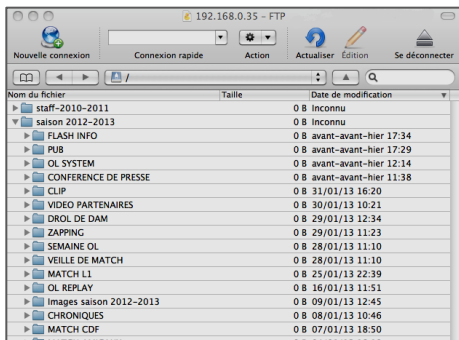 192.168.0.35 – FTP
Nouvelle connexion Connexion rapide Action Actualiser Édition Se déconnecter
/
Nom du fichier Taille Date de modification
staff-2010-2011 0 B Inconnu
saison 2012-2013 0 B Inconnu
FLASH INFO 0 B avant-avant-hier 17:34
PUB 0 B avant-avant-hier 17:29
OL SYSTEM 0 B avant-avant-hier 12:14
CONFERENCE DE PRESSE 0 B avant-avant-hier 11:38
CLIP 0 B 31/01/13 16:20
VIDEO PARTENAIRES 0 B 30/01/13 10:21
DROL DE DAM 0 B 29/01/13 12:34
ZAPPING 0 B 29/01/13 11:23
SEMAINE OL 0 B 28/01/13 11:10
VEILLE DE MATCH 0 B 28/01/13 11:10
MATCH L1 0 B 25/01/13 22:39
OL REPLAY 0 B 16/01/13 11:51
Images saison 2012-2013 0 B 09/01/13 12:45
CHRONIQUES 0 B 08/01/13 10:46
MATCH CDF 0 B 07/01/13 18:50